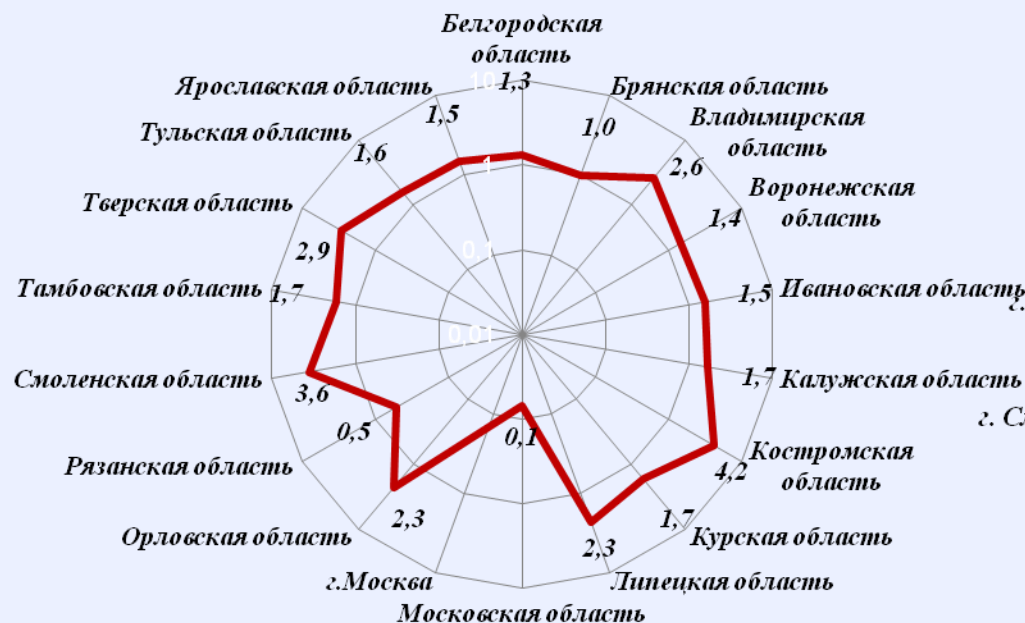 Белгородская
область
1,3
Брянская область
1,0
Владимирская
область
2,6
Воронежская
область
1,4
Ивановская область
1,5
г.
Калужская область
1,7
г. Сл
Костромская
область
4,2
Курская область
1,7
Липецкая область
2,3
Московская область
0,1
г.Москва
Орловская область
2,3
Рязанская область
0,5
Смоленская область
3,6
Тамбовская область
1,7
Тверская область
2,9
Тульская область
1,6
Ярославская область
1,5
10
1
0,1
0,01